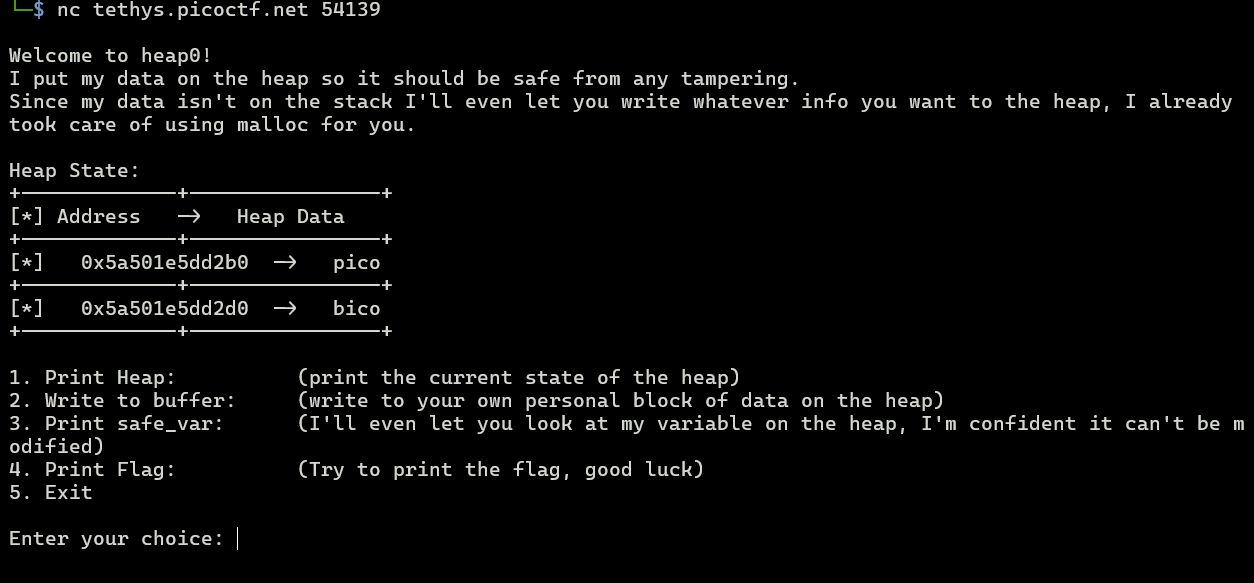 └─$ nc tethys.picoctf.net 54139
Welcome to heap0!
I put my data on the heap so it should be safe from any tampering.
Since my data isn't on the stack I'll even let you write whatever info you want to the heap, I already
took care of using malloc for you.
Heap State:
+-------------+----------------+
[*] Address   ->   Heap Data
+-------------+----------------+
[*]   0x5a501e5dd2b0  ->   pico
+-------------+----------------+
[*]   0x5a501e5dd2d0  ->   bico
+-------------+----------------+
1. Print Heap:          (print the current state of the heap)
2. Write to buffer:     (write to your own personal block of data on the heap)
3. Print safe_var:      (I'll even let you look at my variable on the heap, I'm confident it can't be m
odified)
4. Print Flag:          (Try to print the flag, good luck)
5. Exit
Enter your choice: